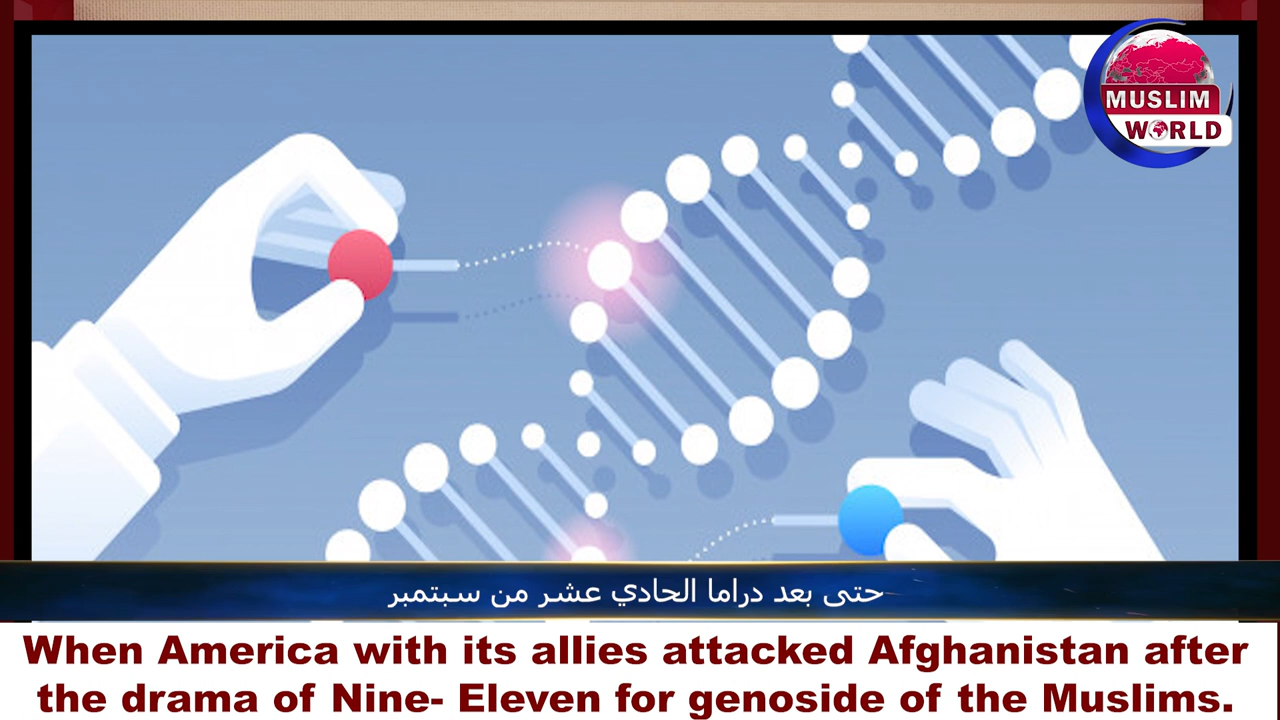 MUSLIM
WORLD
حتى بعد دراما الحادي عشر من سبتمبر
When America with its allies attacked Afghanistan after
the drama of Nine- Eleven for genoside of the Muslims.